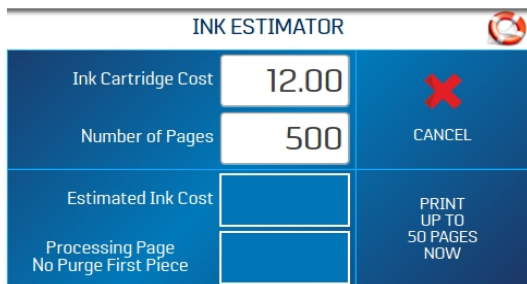 INK ESTIMATOR
Ink Cartridge Cost 12.00
Number of Pages 500
CANCEL
Estimated Ink Cost
Processing Page
No Purge First Piece
PRINT
UP TO
50 PAGES
NOW